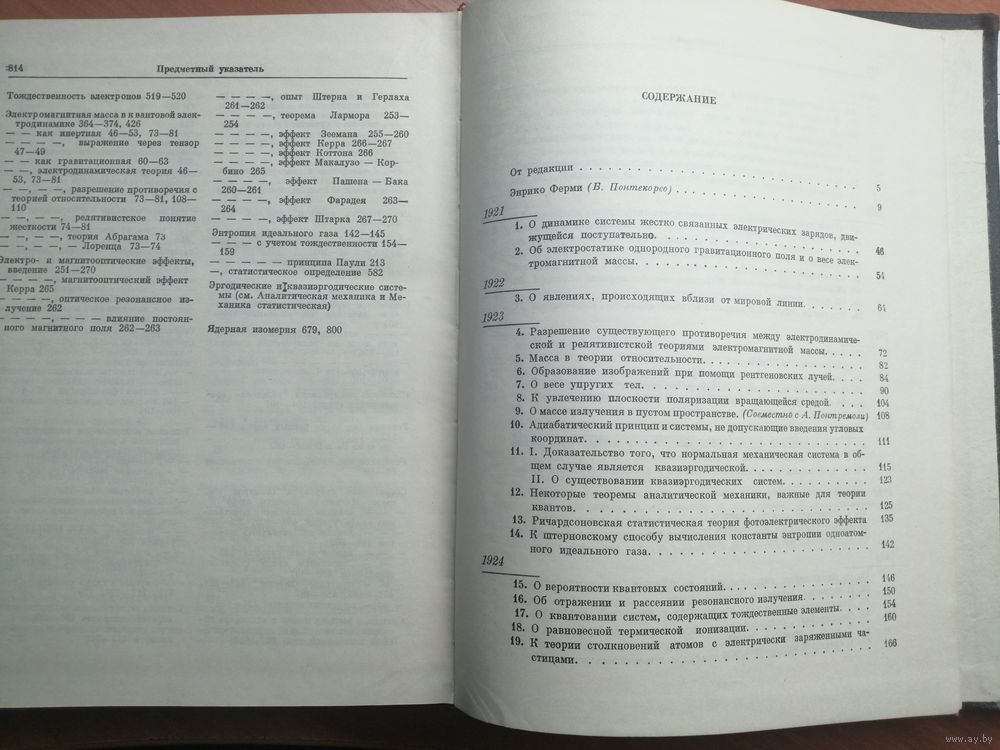 814 Предметный указатель
Тождественность электронов 519—520
Электромагнитная масса в квантовой элек-
тродинамике 364—374, 426
— — как инертная 46—53, 73—81
— — — —, выражение через тензор
47—49
— — как гравитационная 60—63
— —, электродинамическая теория 46—
53, 73—81
— —, — —, разрешение противоречия с
теорией относительности 73—81, 108—
110
— —, — —, релятивистское понятие
жесткости 74—81
— —, — —, теория Абрагама 73
— —, — —, — Лоренца 73—74
Электро- и магнитооптические эффекты,
введение 251—270
— — — —, магнитооптический эффект
Керра 265
— — — —, оптическое резонансное из-
лучение 262
— — — —, — — — влияние постоян-
ного магнитного поля 262—263
— — — —, опыт Штерна и Герлаха
261—262
— — — —, теорема Лармора 253—
254
— — — —, эффект Зеемана 255—260
— — — —, эффект Керра 266—267
— — — —, эффект Коттона 266
— — — —, эффект Макалузо — Кор-
бино 265
— — — —, эффект Пашена — Бака
260—261
— — — —, эффект Фарадея 263—
264
— — — —, эффект Штарка 267—270
Энтропия идеального газа 142—145
— — — с учетом тождественности 154—
159
— — — — принципа Паули 213
—, статистическое определение 582
Эргодические и квазиэргодические систе-
мы (см. Аналитическая механика и Ме-
ханика статистическая)
Ядерная изомерия 679, 800
СОДЕРЖАНИЕ
От редакции . . . . . . . . . . 5
Энрико Ферми (Б. Понтекорво) . . . . . . . . . . 9
1921
1. О динамике системы жестко связанных электрических зарядов, дви-
жущейся поступательно. . . . . . . . . . 46
2. Об электростатике однородного гравитационного поля и о весе элек-
тромагнитной массы. . . . . . . . . . 54
1922
3. О явлениях, происходящих вблизи от мировой линии. . . . . 64
1923
4. Разрешение существующего противоречия между электродинамиче-
ской и релятивистской теориями электромагнитной массы. . . . 72
5. Масса в теории относительности. . . . . . . . . . 82
6. Образование изображений при помощи рентгеновских лучей. . . . 84
7. О весе упругих тел. . . . . . . . . . 90
8. К увлечению плоскости поляризации вращающейся средой. . . . 104
9. О массе излучения в пустом пространстве. (Совместно с А. Понтремоли) 108
10. Адиабатический принцип и системы, не допускающие введения угловых
координат. . . . . . . . . . 111
11. I. Доказательство того, что нормальная механическая система в об-
щем случае является квазиэргодической. . . . . . . . . . 115
II. О существовании квазиэргодических систем. . . . . . . . . . 123
12. Некоторые теоремы аналитической механики, важные для теории
квантов. . . . . . . . . . 125
13. Ричардсоновская статистическая теория фотоэлектрического эффекта 135
14. К штерновскому способу вычисления константы энтропии одноатом-
ного идеального газа. . . . . . . . . . 142
1924
15. О вероятности квантовых состояний. . . . . . . . . . 146
16. Об отражении и рассеянии резонансного излучения. . . . . . . 150
17. О квантовании систем, содержащих тождественные элементы. . . . 154
18. О равновесной термической ионизации. . . . . . . . . . 160
19. К теории столкновений атомов с электрически заряженными ча-
стицами. . . . . . . . . . 166
www.ay.by